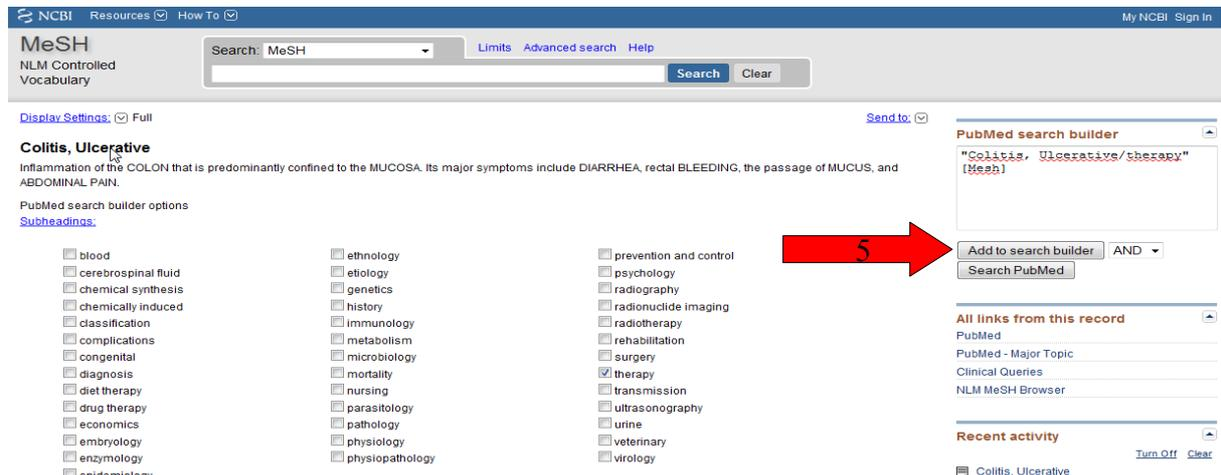 NCBI Resources How To My NCBI Sign In
MeSH
NLM Controlled
Vocabulary
Search: MeSH
Limits Advanced search Help
Search Clear
Display Settings: Full
Send to:
Colitis, Ulcerative
Inflammation of the COLON that is predominantly confined to the MUCOSA. Its major symptoms include DIARRHEA, rectal BLEEDING, the passage of MUCUS, and
ABDOMINAL PAIN.
PubMed search builder options
Subheadings:
blood
cerebrospinal fluid
chemical synthesis
chemically induced
classification
complications
congenital
diagnosis
diet therapy
drug therapy
economics
embryology
enzymology
epidemiology
ethnology
etiology
genetics
history
immunology
metabolism
microbiology
mortality
nursing
parasitology
pathology
physiology
physiopathology
prevention and control
psychology
radiography
radionuclide imaging
radiotherapy
rehabilitation
surgery
therapy
transmission
ultrasonography
urine
veterinary
virology
PubMed search builder
"Colitis, Ulcerative/therapy"
[Mesh]
5
Add to search builder AND
Search PubMed
All links from this record
PubMed
PubMed - Major Topic
Clinical Queries
NLM MeSH Browser
Recent activity
Turn Off Clear
Colitis, Ulcerative